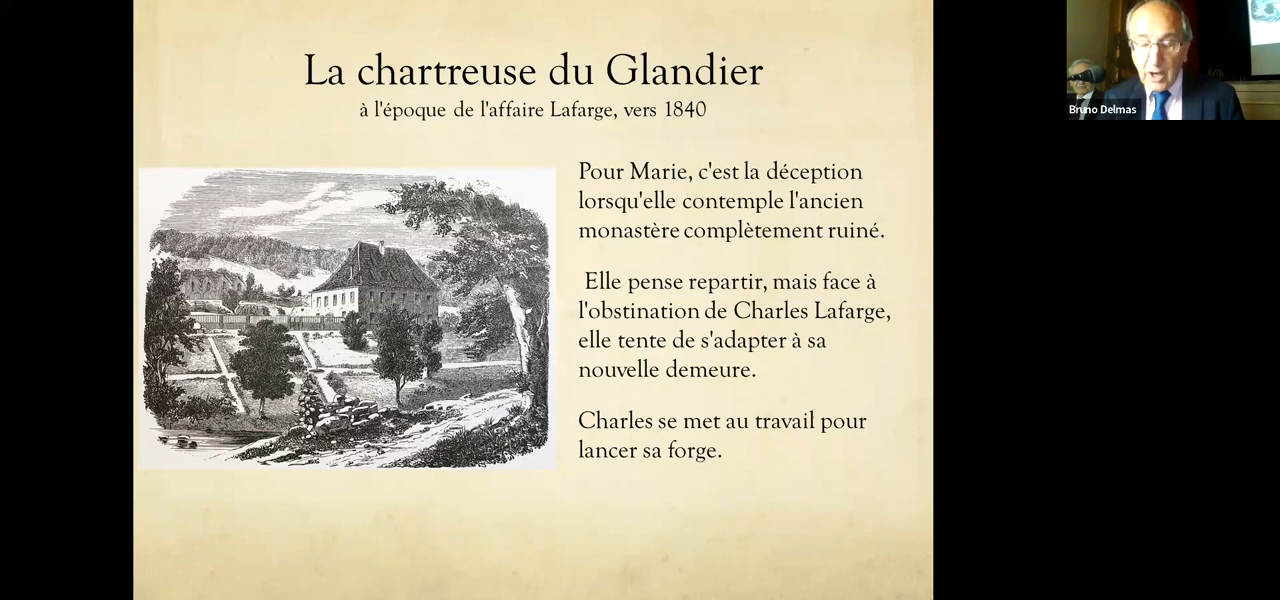 La chartreuse du Glandier
à l'époque de l'affaire Lafarge, vers 1840
Pour Marie, c'est la déception
lorsqu'elle contemple l'ancien
monastère complètement ruiné.
Elle pense repartir, mais face à
l'obstination de Charles Lafarge,
elle tente de s'adapter à sa
nouvelle demeure.
Charles se met au travail pour
lancer sa forge.
Bruno Delmas